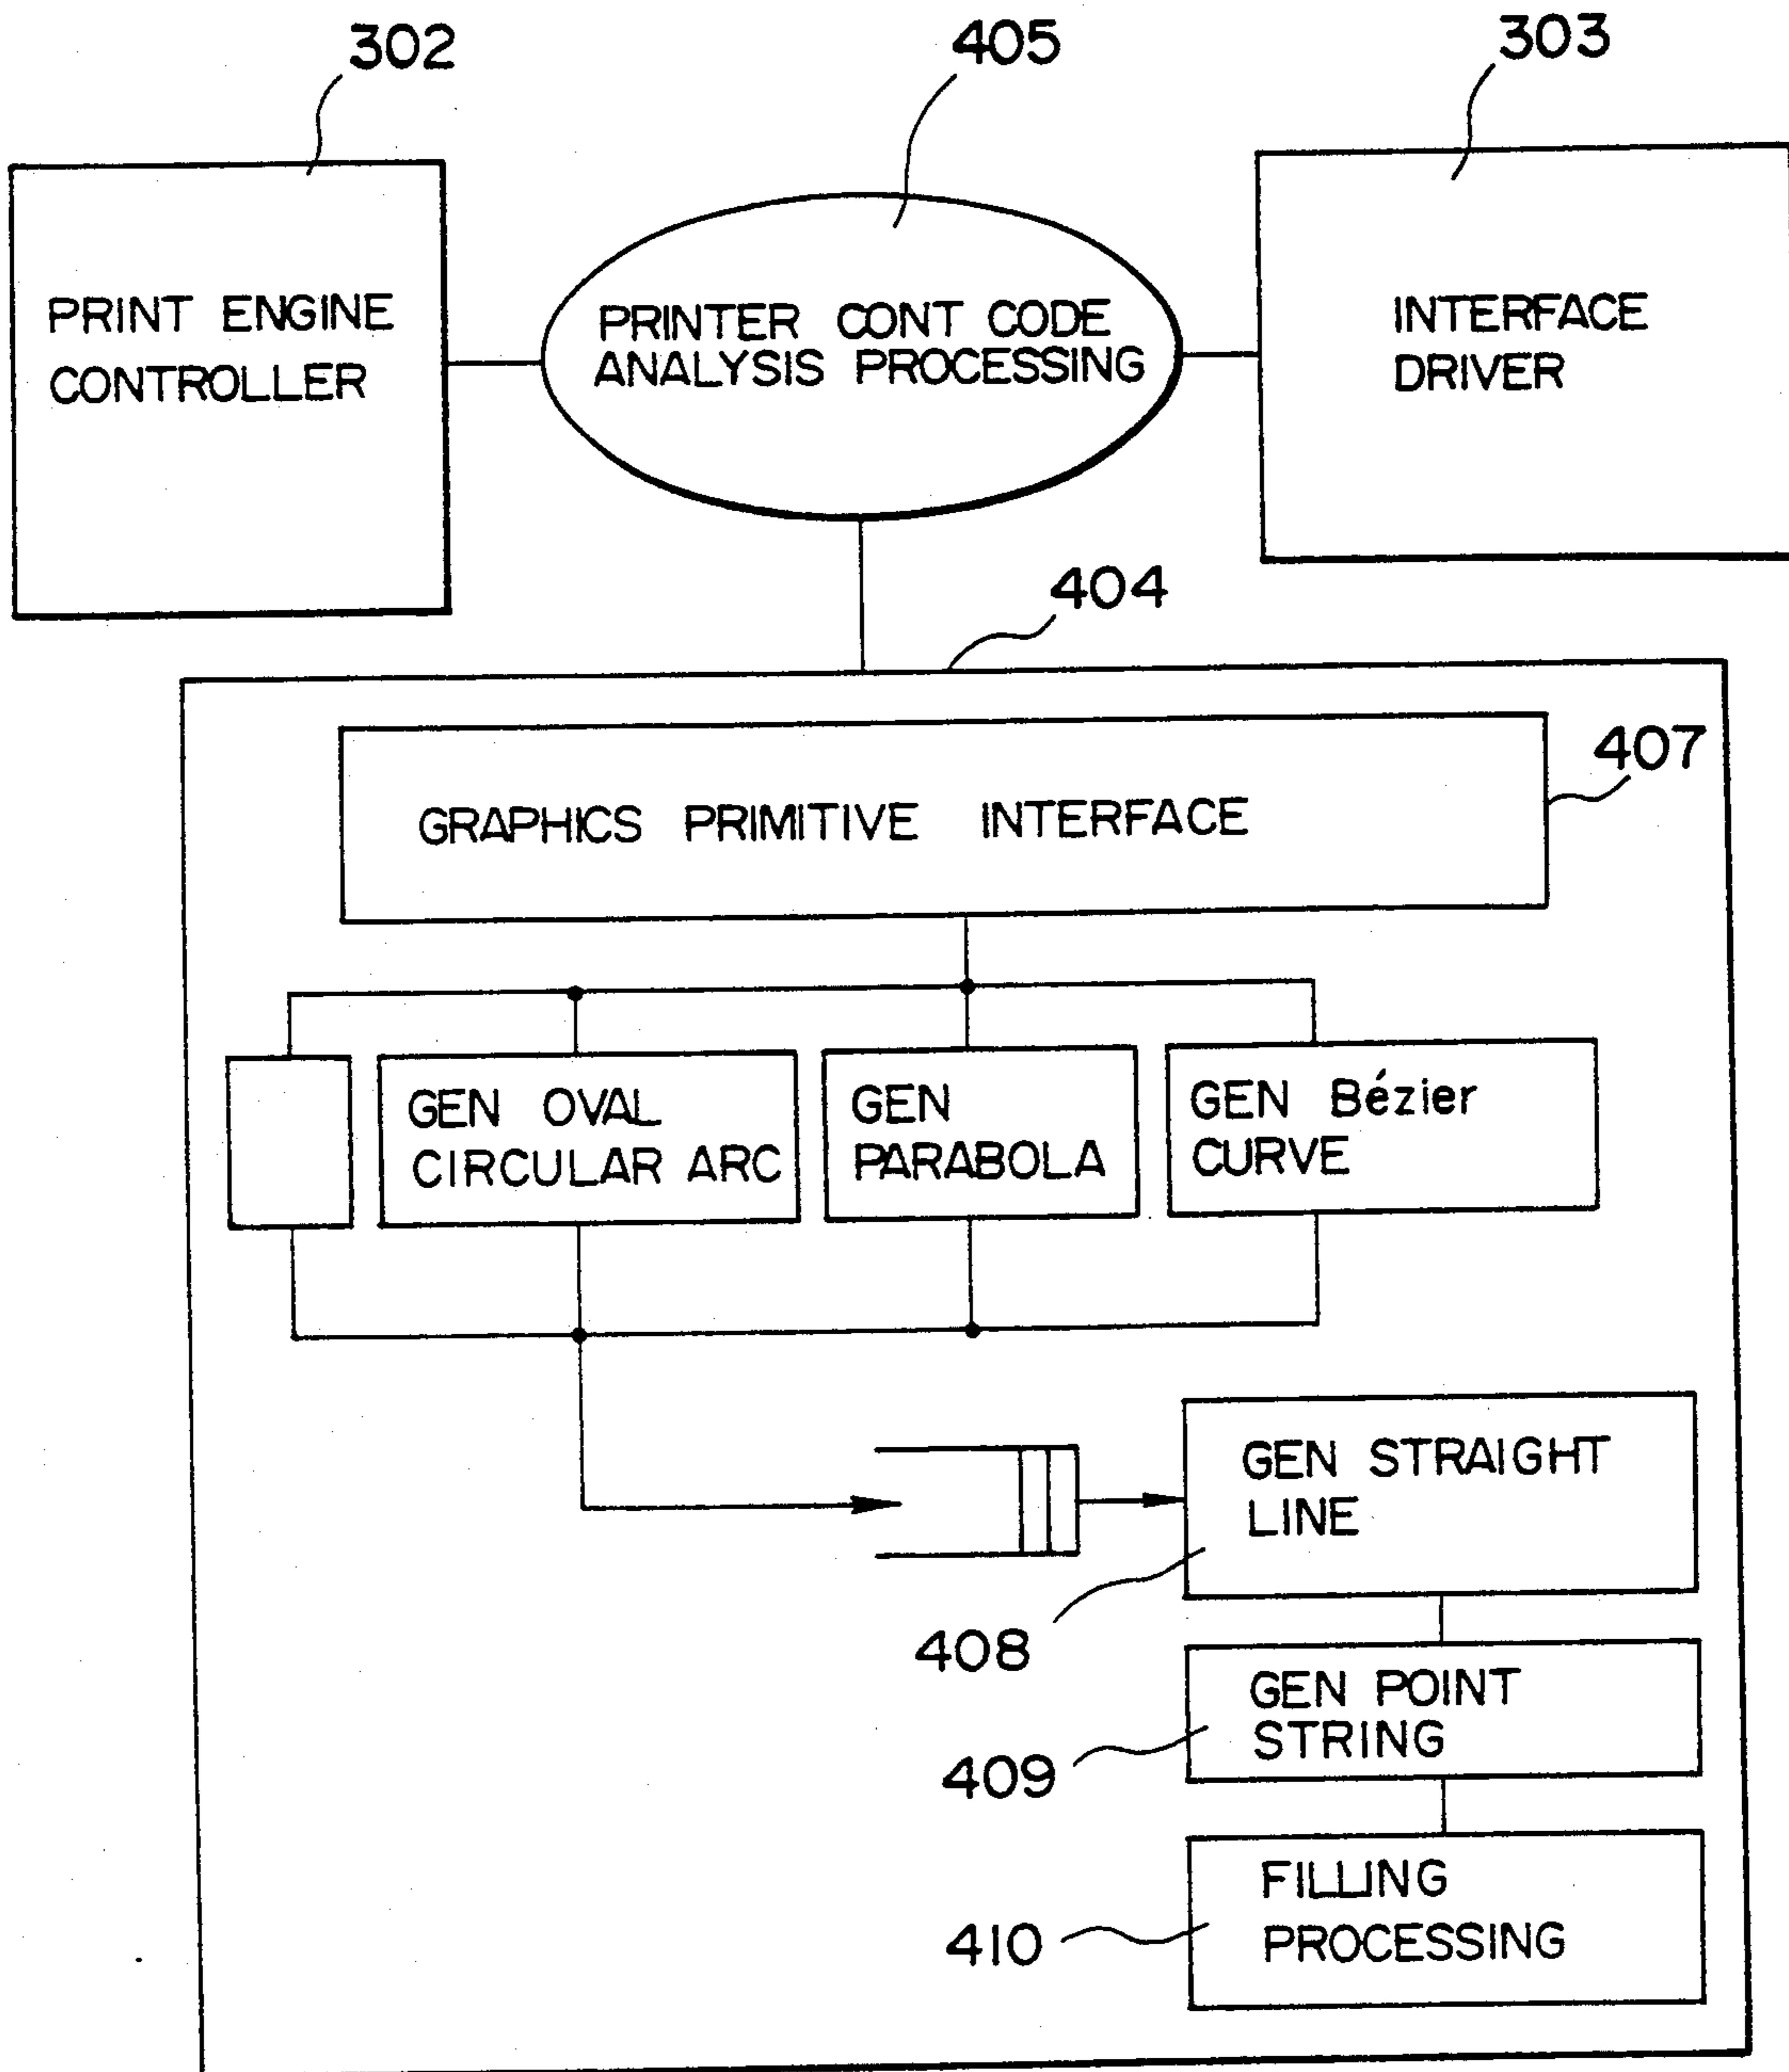 302
405
303
PRINT ENGINE
CONTROLLER
PRINTER CONT CODE
ANALYSIS PROCESSING
INTERFACE
DRIVER
404
407
GRAPHICS PRIMITIVE INTERFACE
GEN OVAL
CIRCULAR ARC
GEN
PARABOLA
GEN Bézier
CURVE
GEN STRAIGHT
LINE
408
GEN POINT
STRING
409
FILLING
PROCESSING
410